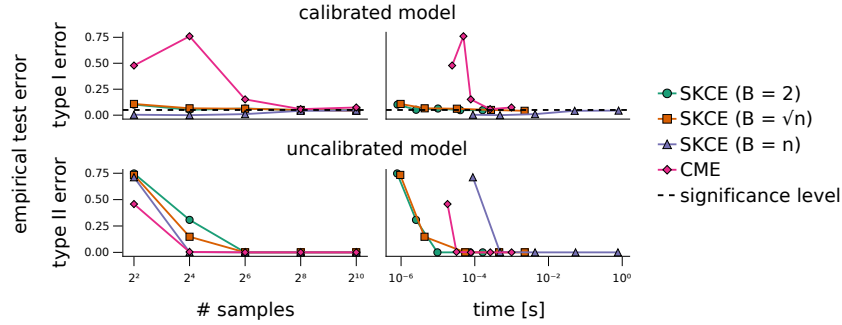 calibrated model
empirical test error
type I error
0.75
0.50
0.25
0.00
uncalibrated model
type II error
0.75
0.50
0.25
0.00
2² 2⁴ 2⁶ 2⁸ 2¹⁰
10⁻⁶ 10⁻⁴ 10⁻² 10⁰
# samples
time [s]
SKCE (B = 2)
SKCE (B = √n)
SKCE (B = n)
CME
significance level